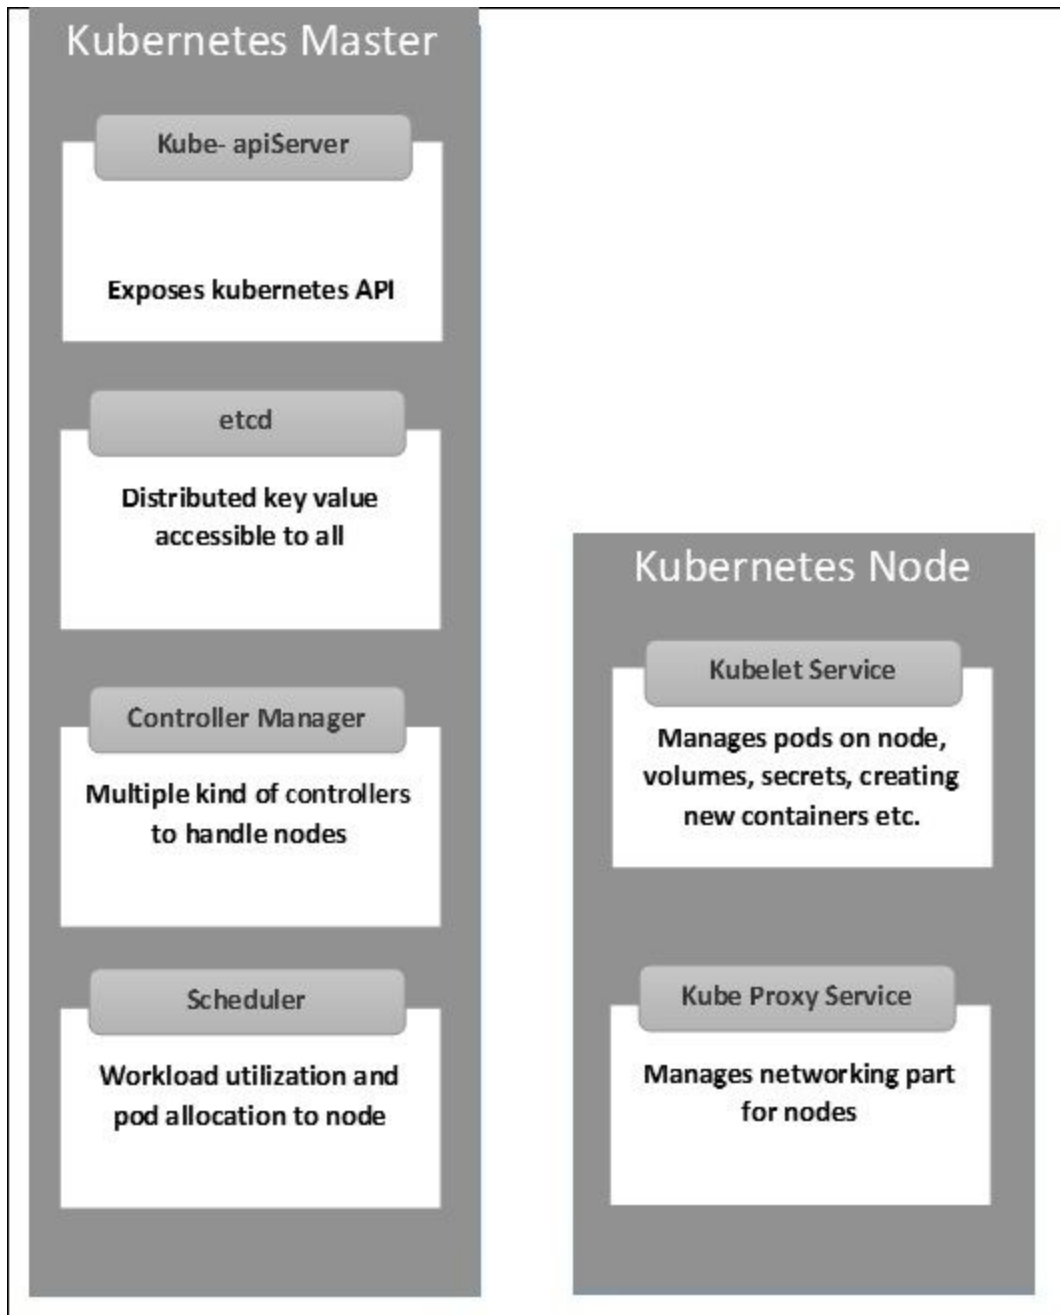 Kubernetes Master
Kube- apiServer
Exposes kubernetes API
etcd
Distributed key value
accessible to all
Controller Manager
Multiple kind of controllers
to handle nodes
Scheduler
Workload utilization and
pod allocation to node
Kubernetes Node
Kubelet Service
Manages pods on node,
volumes, secrets, creating
new containers etc.
Kube Proxy Service
Manages networking part
for nodes